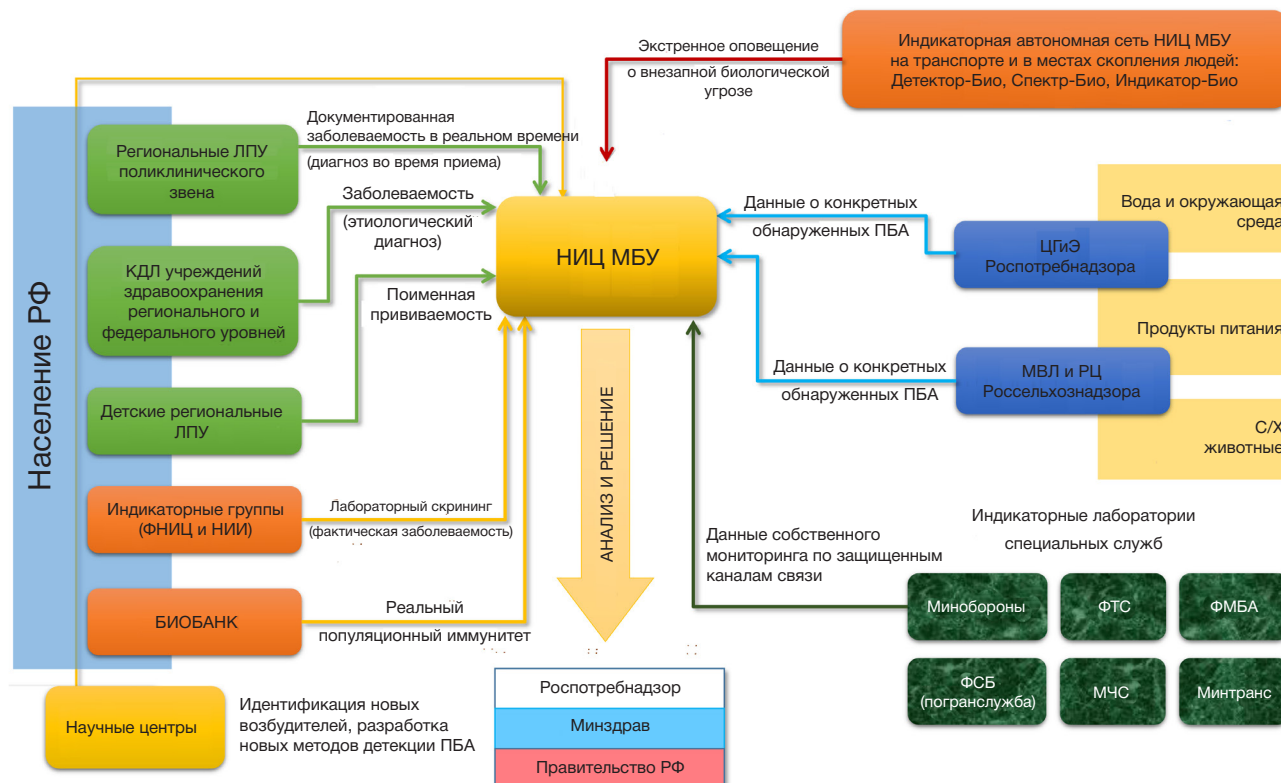 Экстренное оповещение
о внезапной биологической
угрозе
Индикаторная автономная сеть НИЦ МБУ
на транспорте и в местах скопления людей:
Детектор-Био, Спектр-Био, Индикатор-Био
Население РФ
Региональные ЛПУ
поликлинического
звена
Документированная
заболеваемость в реальном времени
(диагноз во время приема)
КДЛ учреждений
здравоохранения
регионального и
федерального уровней
Заболеваемость
(этиологический
диагноз)
Детские региональные
ЛПУ
Поименная
прививаемость
Индикаторные группы
(ФНИЦ и НИИ)
Лабораторный скрининг
(фактическая заболеваемость)
БИОБАНК
Реальный
популяционный иммунитет
Научные центры
Идентификация новых
возбудителей, разработка
новых методов детекции ПБА
НИЦ МБУ
АНАЛИЗ И РЕШЕНИЕ
Роспотребнадзор
Минздрав
Правительство РФ
Данные о конкретных
обнаруженных ПБА
ЦГиЭ
Роспотребнадзора
Вода и окружающая
среда
Продукты питания
Данные о конкретных
обнаруженных ПБА
МВЛ и РЦ
Россельхознадзора
С/Х
животные
Данные собственного
мониторинга по защищенным
каналам связи
Индикаторные лаборатории
специальных служб
Минобороны
ФТС
ФМБА
ФСБ
(погранслужба)
МЧС
Минтранс